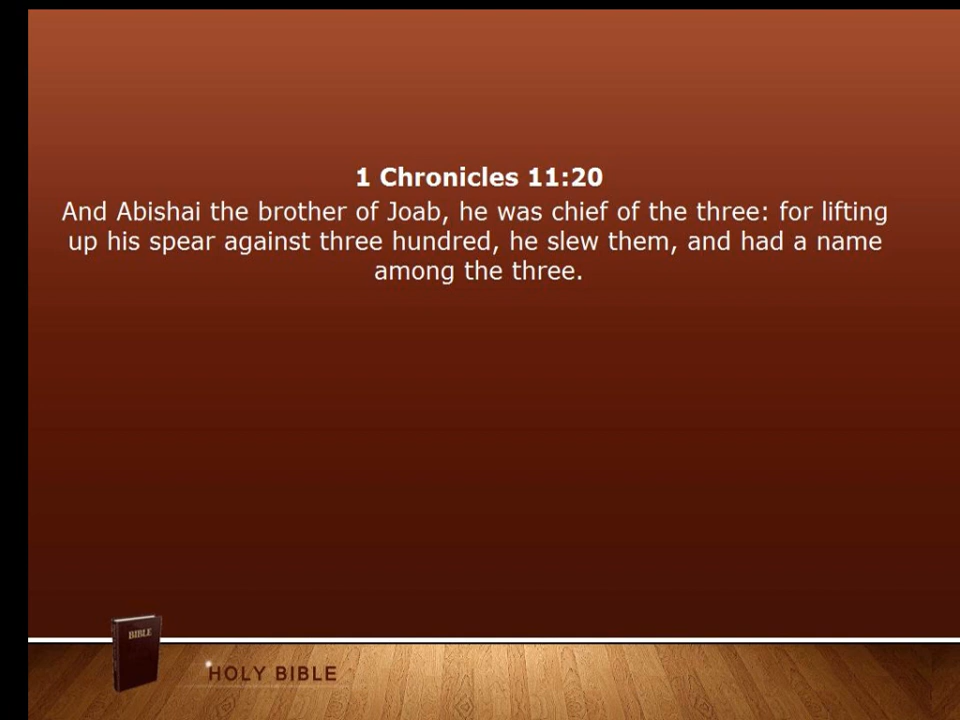 1 Chronicles 11:20
And Abishai the brother of Joab, he was chief of the three: for lifting
up his spear against three hundred, he slew them, and had a name
among the three.
BIBLE
HOLY BIBLE